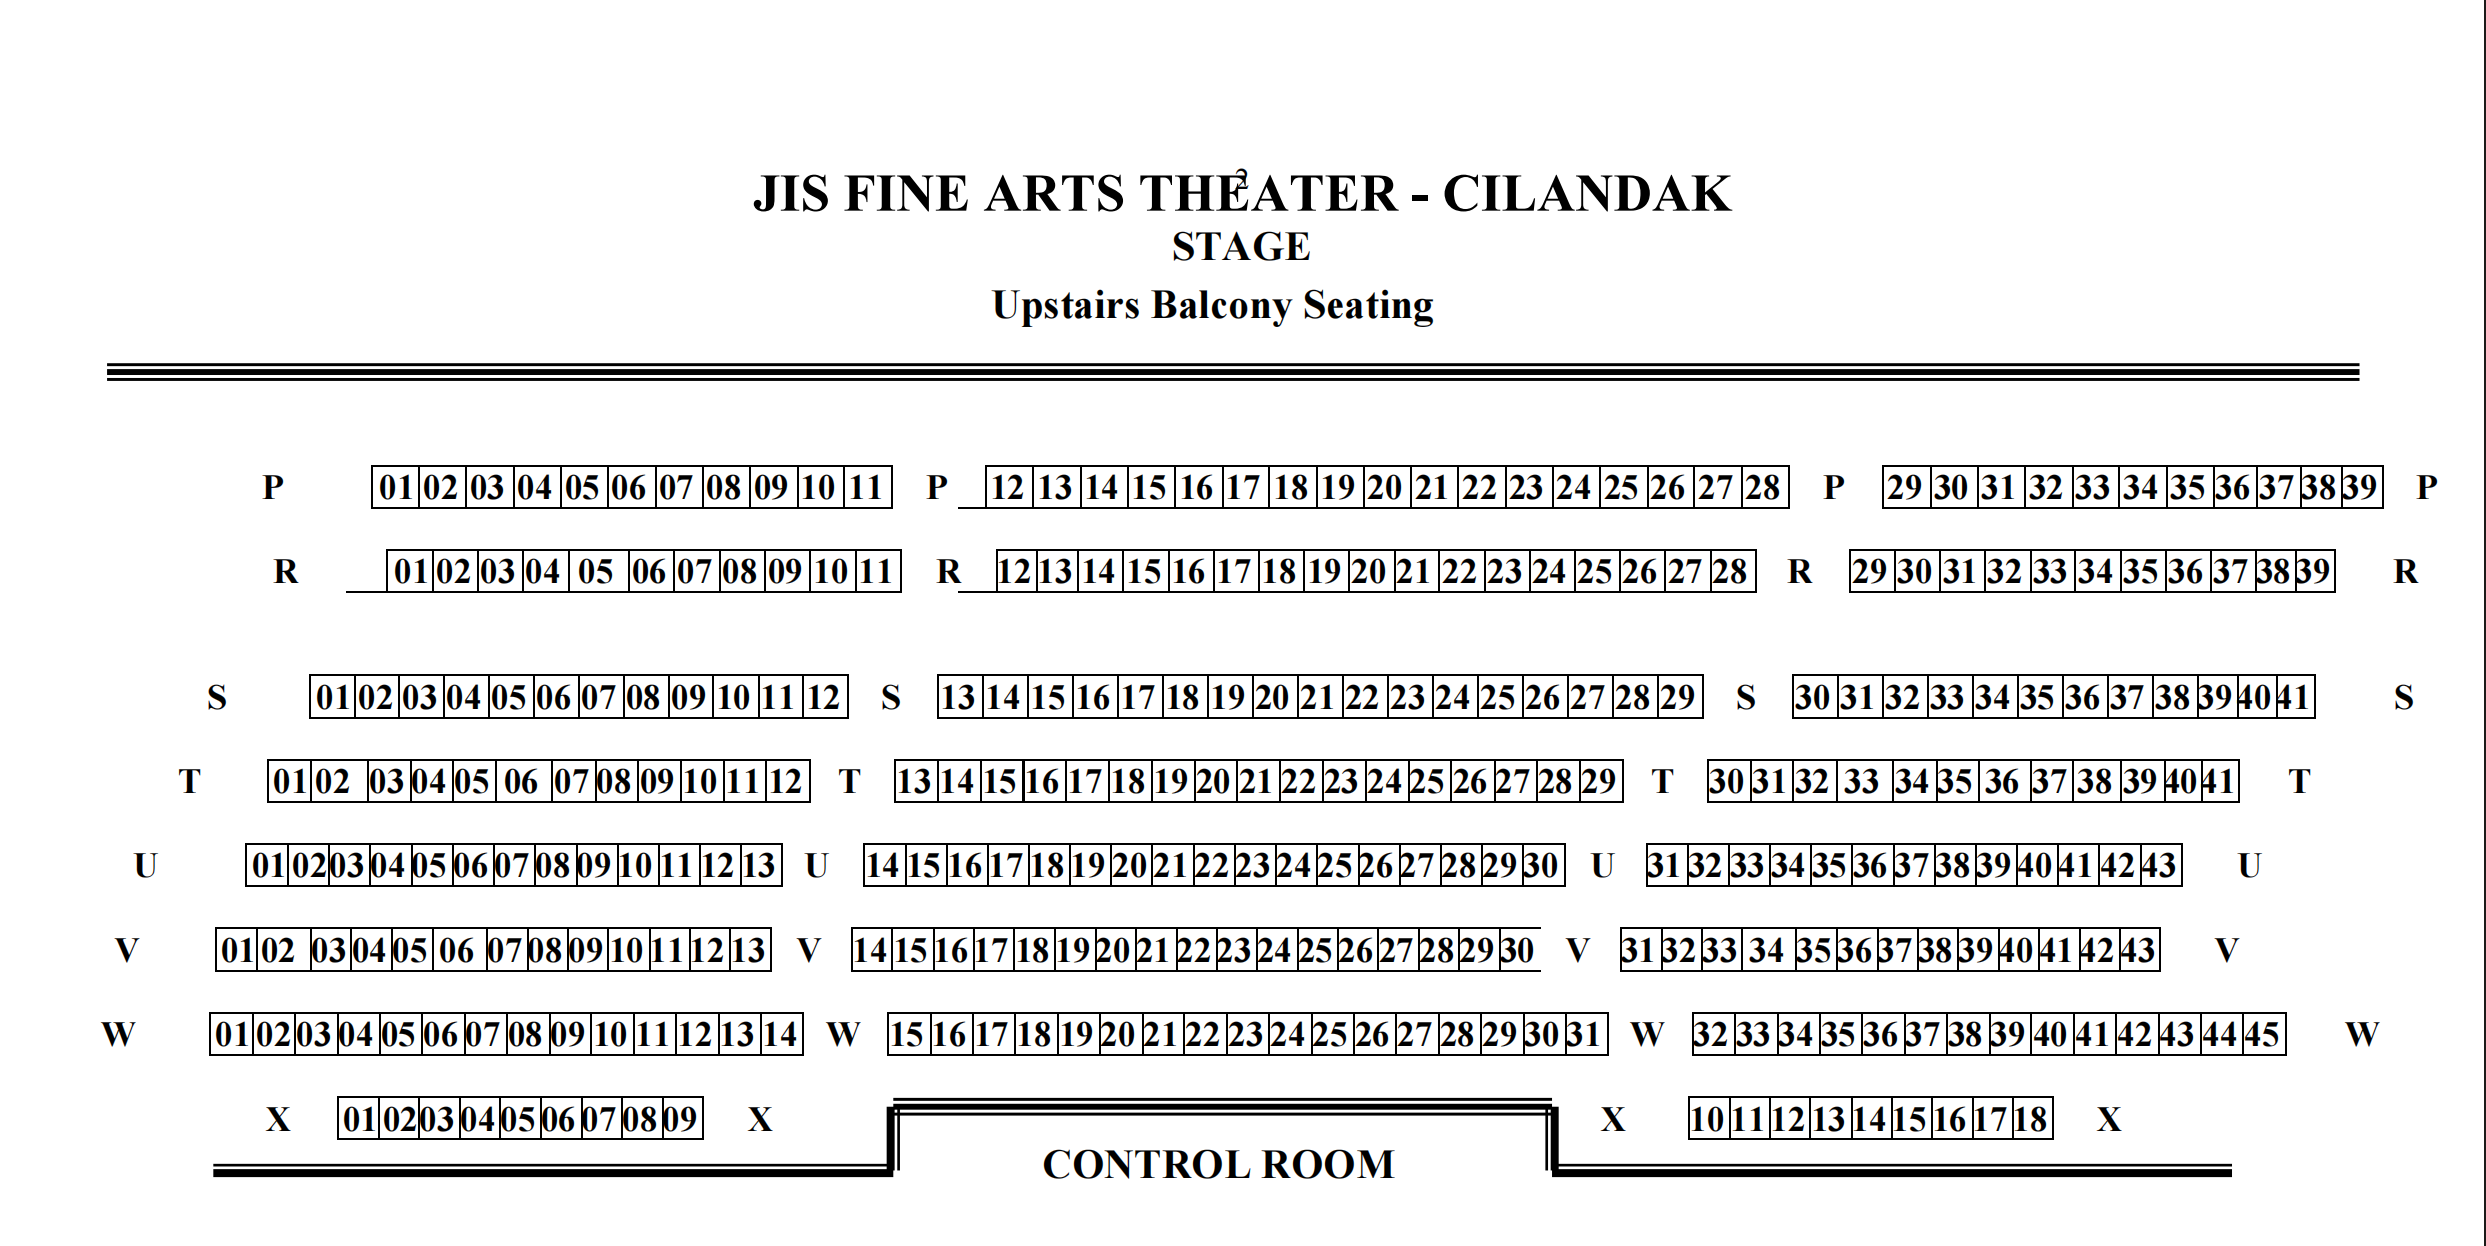 2
JIS FINE ARTS THEATER - CILANDAK
STAGE
Upstairs Balcony Seating
P 01 02 03 04 05 06 07 08 09 10 11 P 12 13 14 15 16 17 18 19 20 21 22 23 24 25 26 27 28 P 29 30 31 32 33 34 35 36 37 38 39 P
R 01 02 03 04 05 06 07 08 09 10 11 R 12 13 14 15 16 17 18 19 20 21 22 23 24 25 26 27 28 R 29 30 31 32 33 34 35 36 37 38 39 R
S 01 02 03 04 05 06 07 08 09 10 11 12 S 13 14 15 16 17 18 19 20 21 22 23 24 25 26 27 28 29 S 30 31 32 33 34 35 36 37 38 39 40 41 S
T 01 02 03 04 05 06 07 08 09 10 11 12 T 13 14 15 16 17 18 19 20 21 22 23 24 25 26 27 28 29 T 30 31 32 33 34 35 36 37 38 39 40 41 T
U 01 02 03 04 05 06 07 08 09 10 11 12 13 U 14 15 16 17 18 19 20 21 22 23 24 25 26 27 28 29 30 U 31 32 33 34 35 36 37 38 39 40 41 42 43 U
V 01 02 03 04 05 06 07 08 09 10 11 12 13 V 14 15 16 17 18 19 20 21 22 23 24 25 26 27 28 29 30 V 31 32 33 34 35 36 37 38 39 40 41 42 43 V
W 01 02 03 04 05 06 07 08 09 10 11 12 13 14 W 15 16 17 18 19 20 21 22 23 24 25 26 27 28 29 30 31 W 32 33 34 35 36 37 38 39 40 41 42 43 44 45 W
X 01 02 03 04 05 06 07 08 09 X X 10 11 12 13 14 15 16 17 18 X
CONTROL ROOM